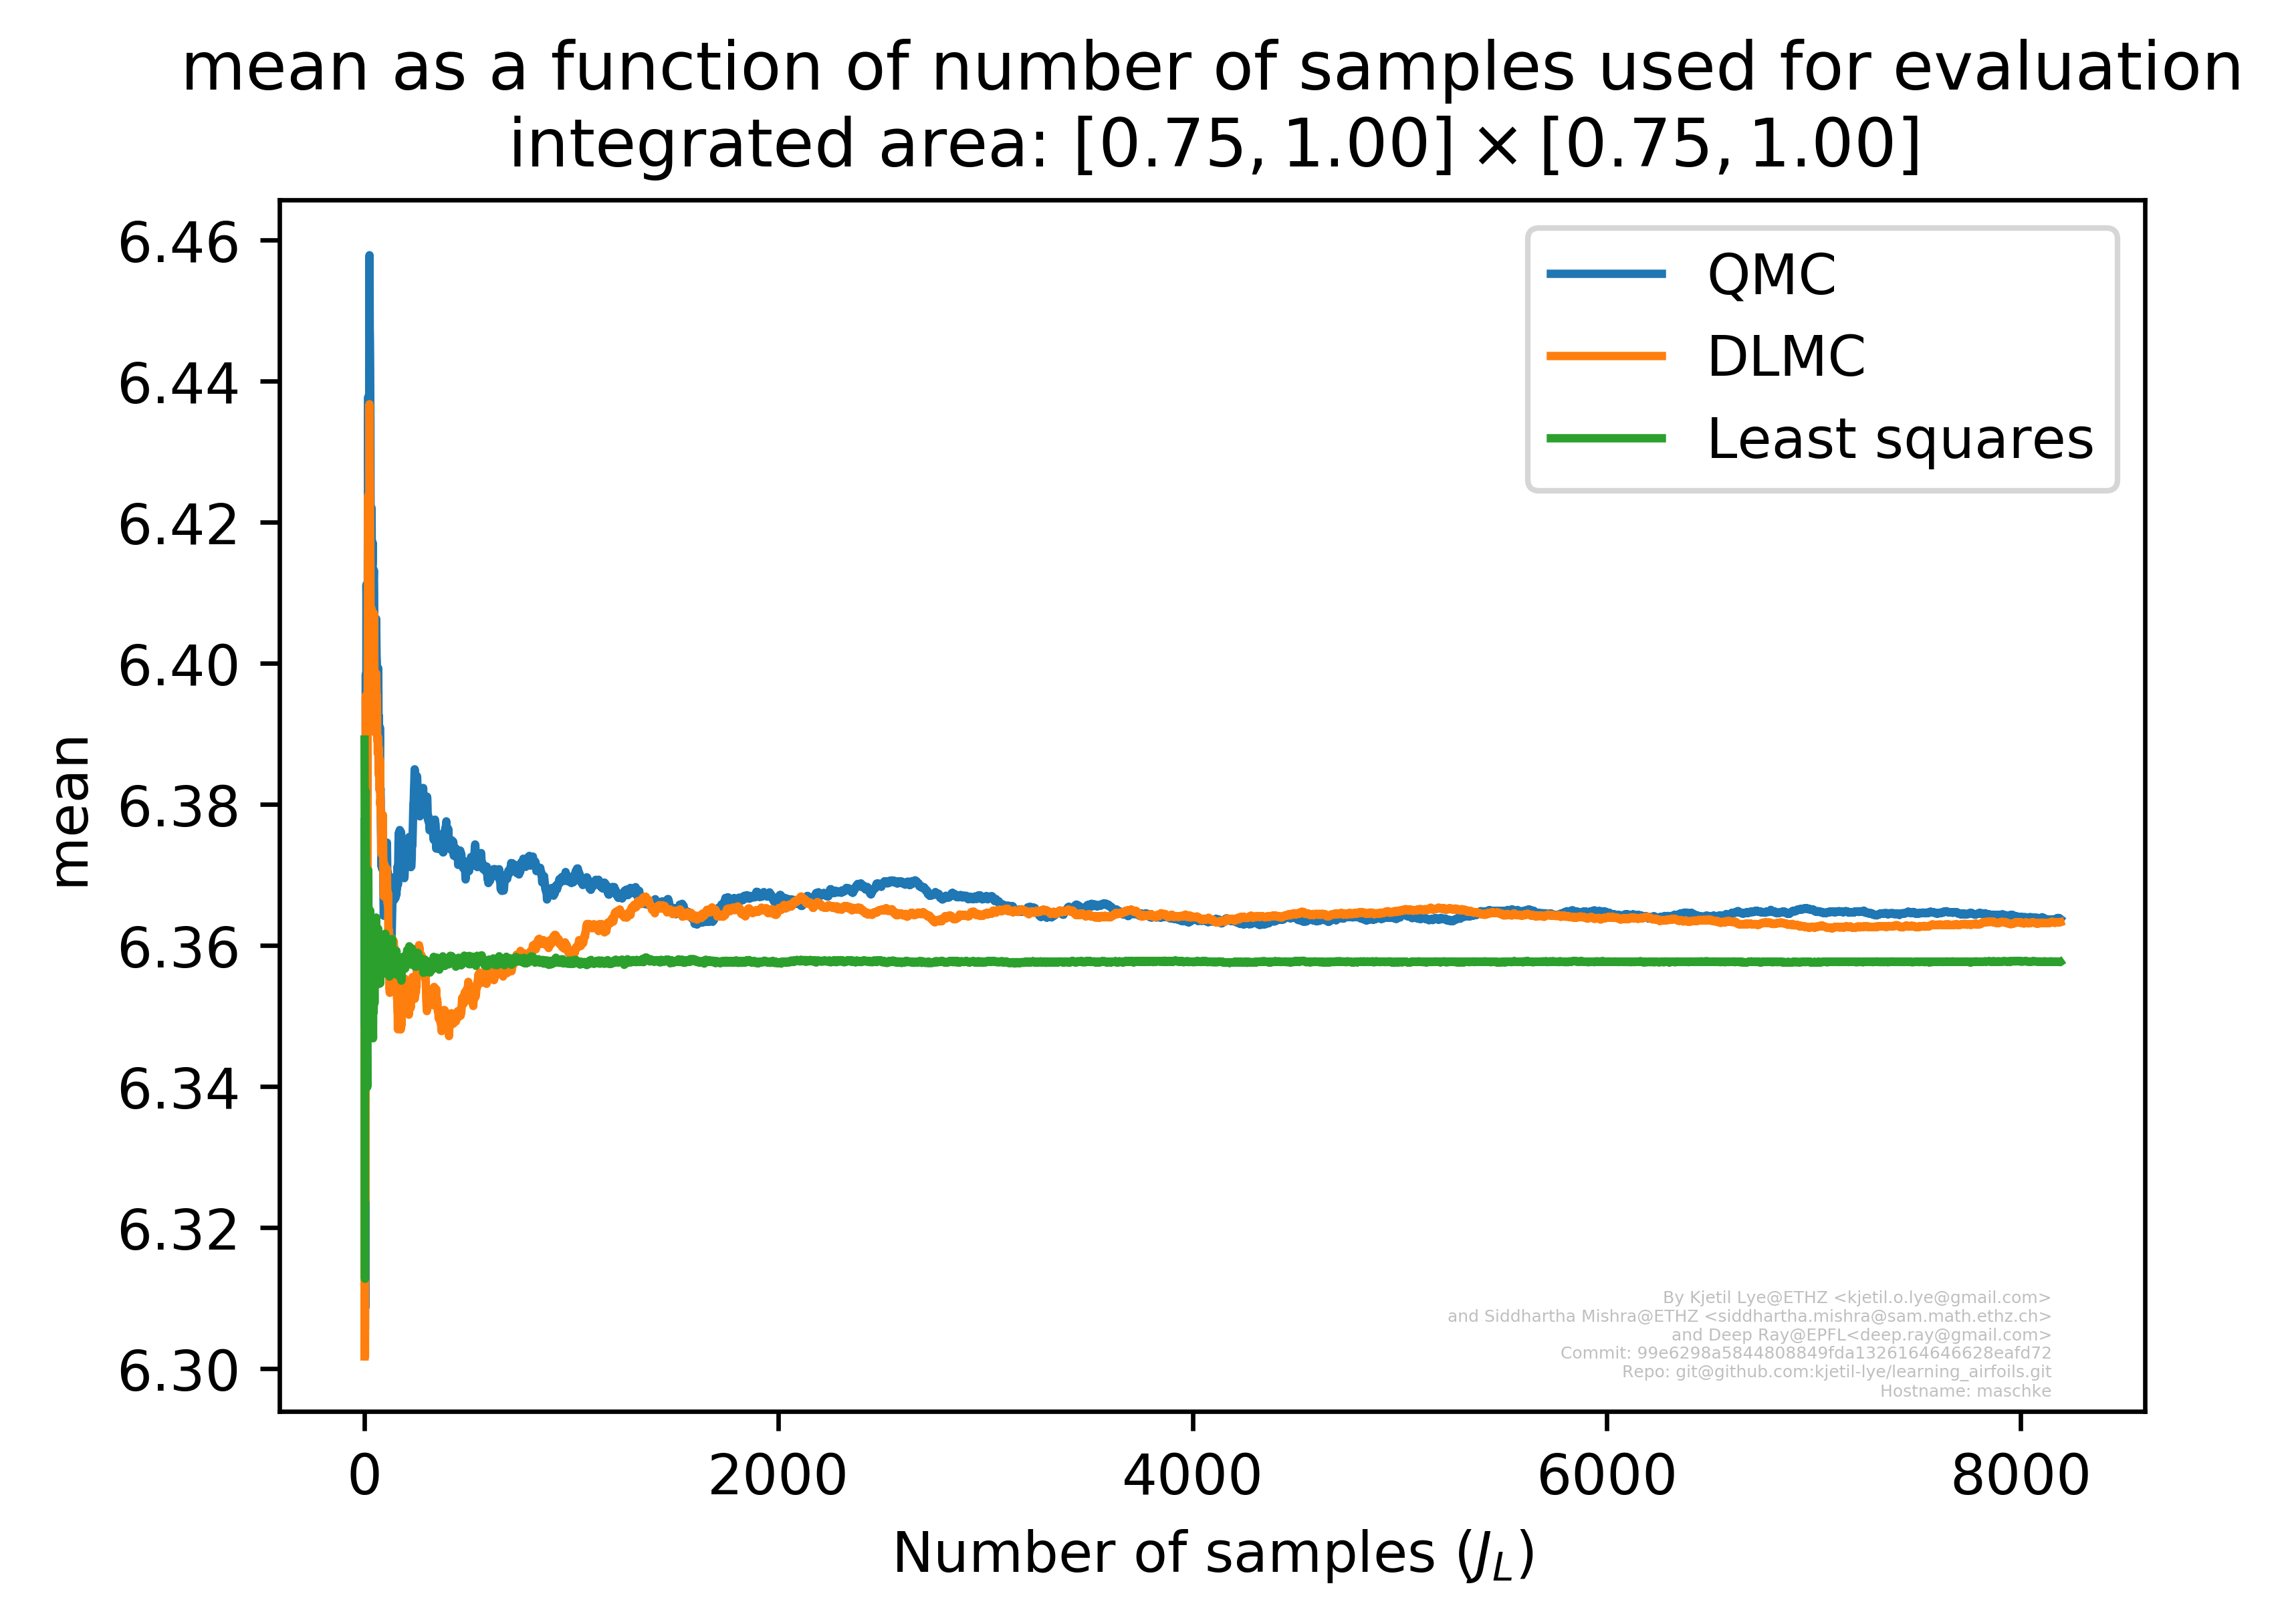 mean as a function of number of samples used for evaluation
integrated area: [0.75, 1.00] × [0.75, 1.00]
QMC
DLMC
Least squares
6.46
6.44
6.42
6.40
6.38
6.36
6.34
6.32
6.30
mean
By Kjetil Lye@ETHZ <kjetil.o.lye@gmail.com>
and Siddhartha Mishra@ETHZ <siddhartha.mishra@sam.math.ethz.ch>
and Deep Ray@EPFL<deep.ray@gmail.com>
Commit: 99e6298a5844808849fda1326164646628eafd72
Repo: git@github.com:kjetil-lye/learning_airfoils.git
Hostname: maschke
0 2000 4000 6000 8000
Number of samples (J_L)